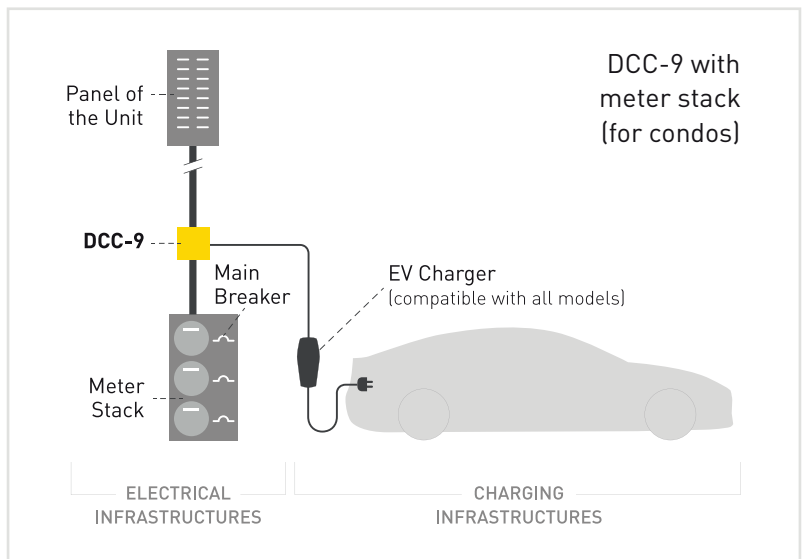 DCC-9 with
meter stack
(for condos)
Panel of
the Unit
DCC-9
Main
Breaker
EV Charger
(compatible with all models)
Meter
Stack
ELECTRICAL
INFRASTRUCTURES
CHARGING
INFRASTRUCTURES